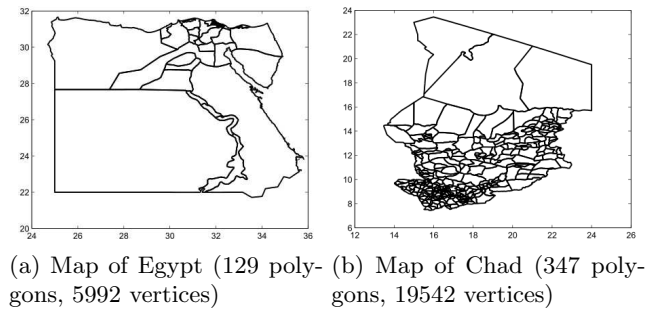 32
30
28
26
24
22
20
24 26 28 30 32 34 36
24
22
20
18
16
14
12
10
8
6
12 14 16 18 20 22 24 26
(a) Map of Egypt (129 poly-
gons, 5992 vertices)
(b) Map of Chad (347 poly-
gons, 19542 vertices)